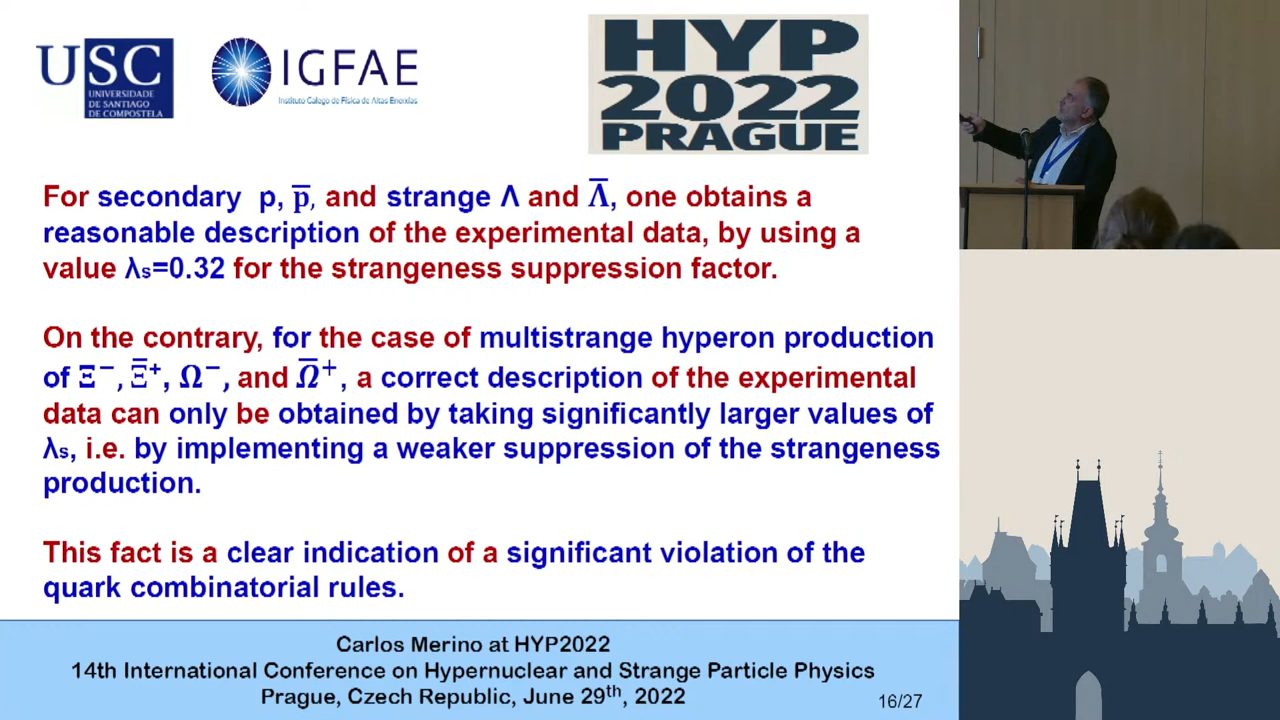 USC
UNIVERSIDADE
DE SANTIAGO
DE COMPOSTELA
IGFAE
Instituto Galego de Física de Altas Enerxías
HYP
2022
PRAGUE
For secondary p, p̅, and strange Λ and Λ̅, one obtains a
reasonable description of the experimental data, by using a
value λs=0.32 for the strangeness suppression factor.
On the contrary, for the case of multistrange hyperon production
of Ξ⁻, Ξ̅⁺, Ω⁻, and Ω̅⁺, a correct description of the experimental
data can only be obtained by taking significantly larger values of
λs, i.e. by implementing a weaker suppression of the strangeness
production.
This fact is a clear indication of a significant violation of the
quark combinatorial rules.
Carlos Merino at HYP2022
14th International Conference on Hypernuclear and Strange Particle Physics
Prague, Czech Republic, June 29th, 2022
16/27